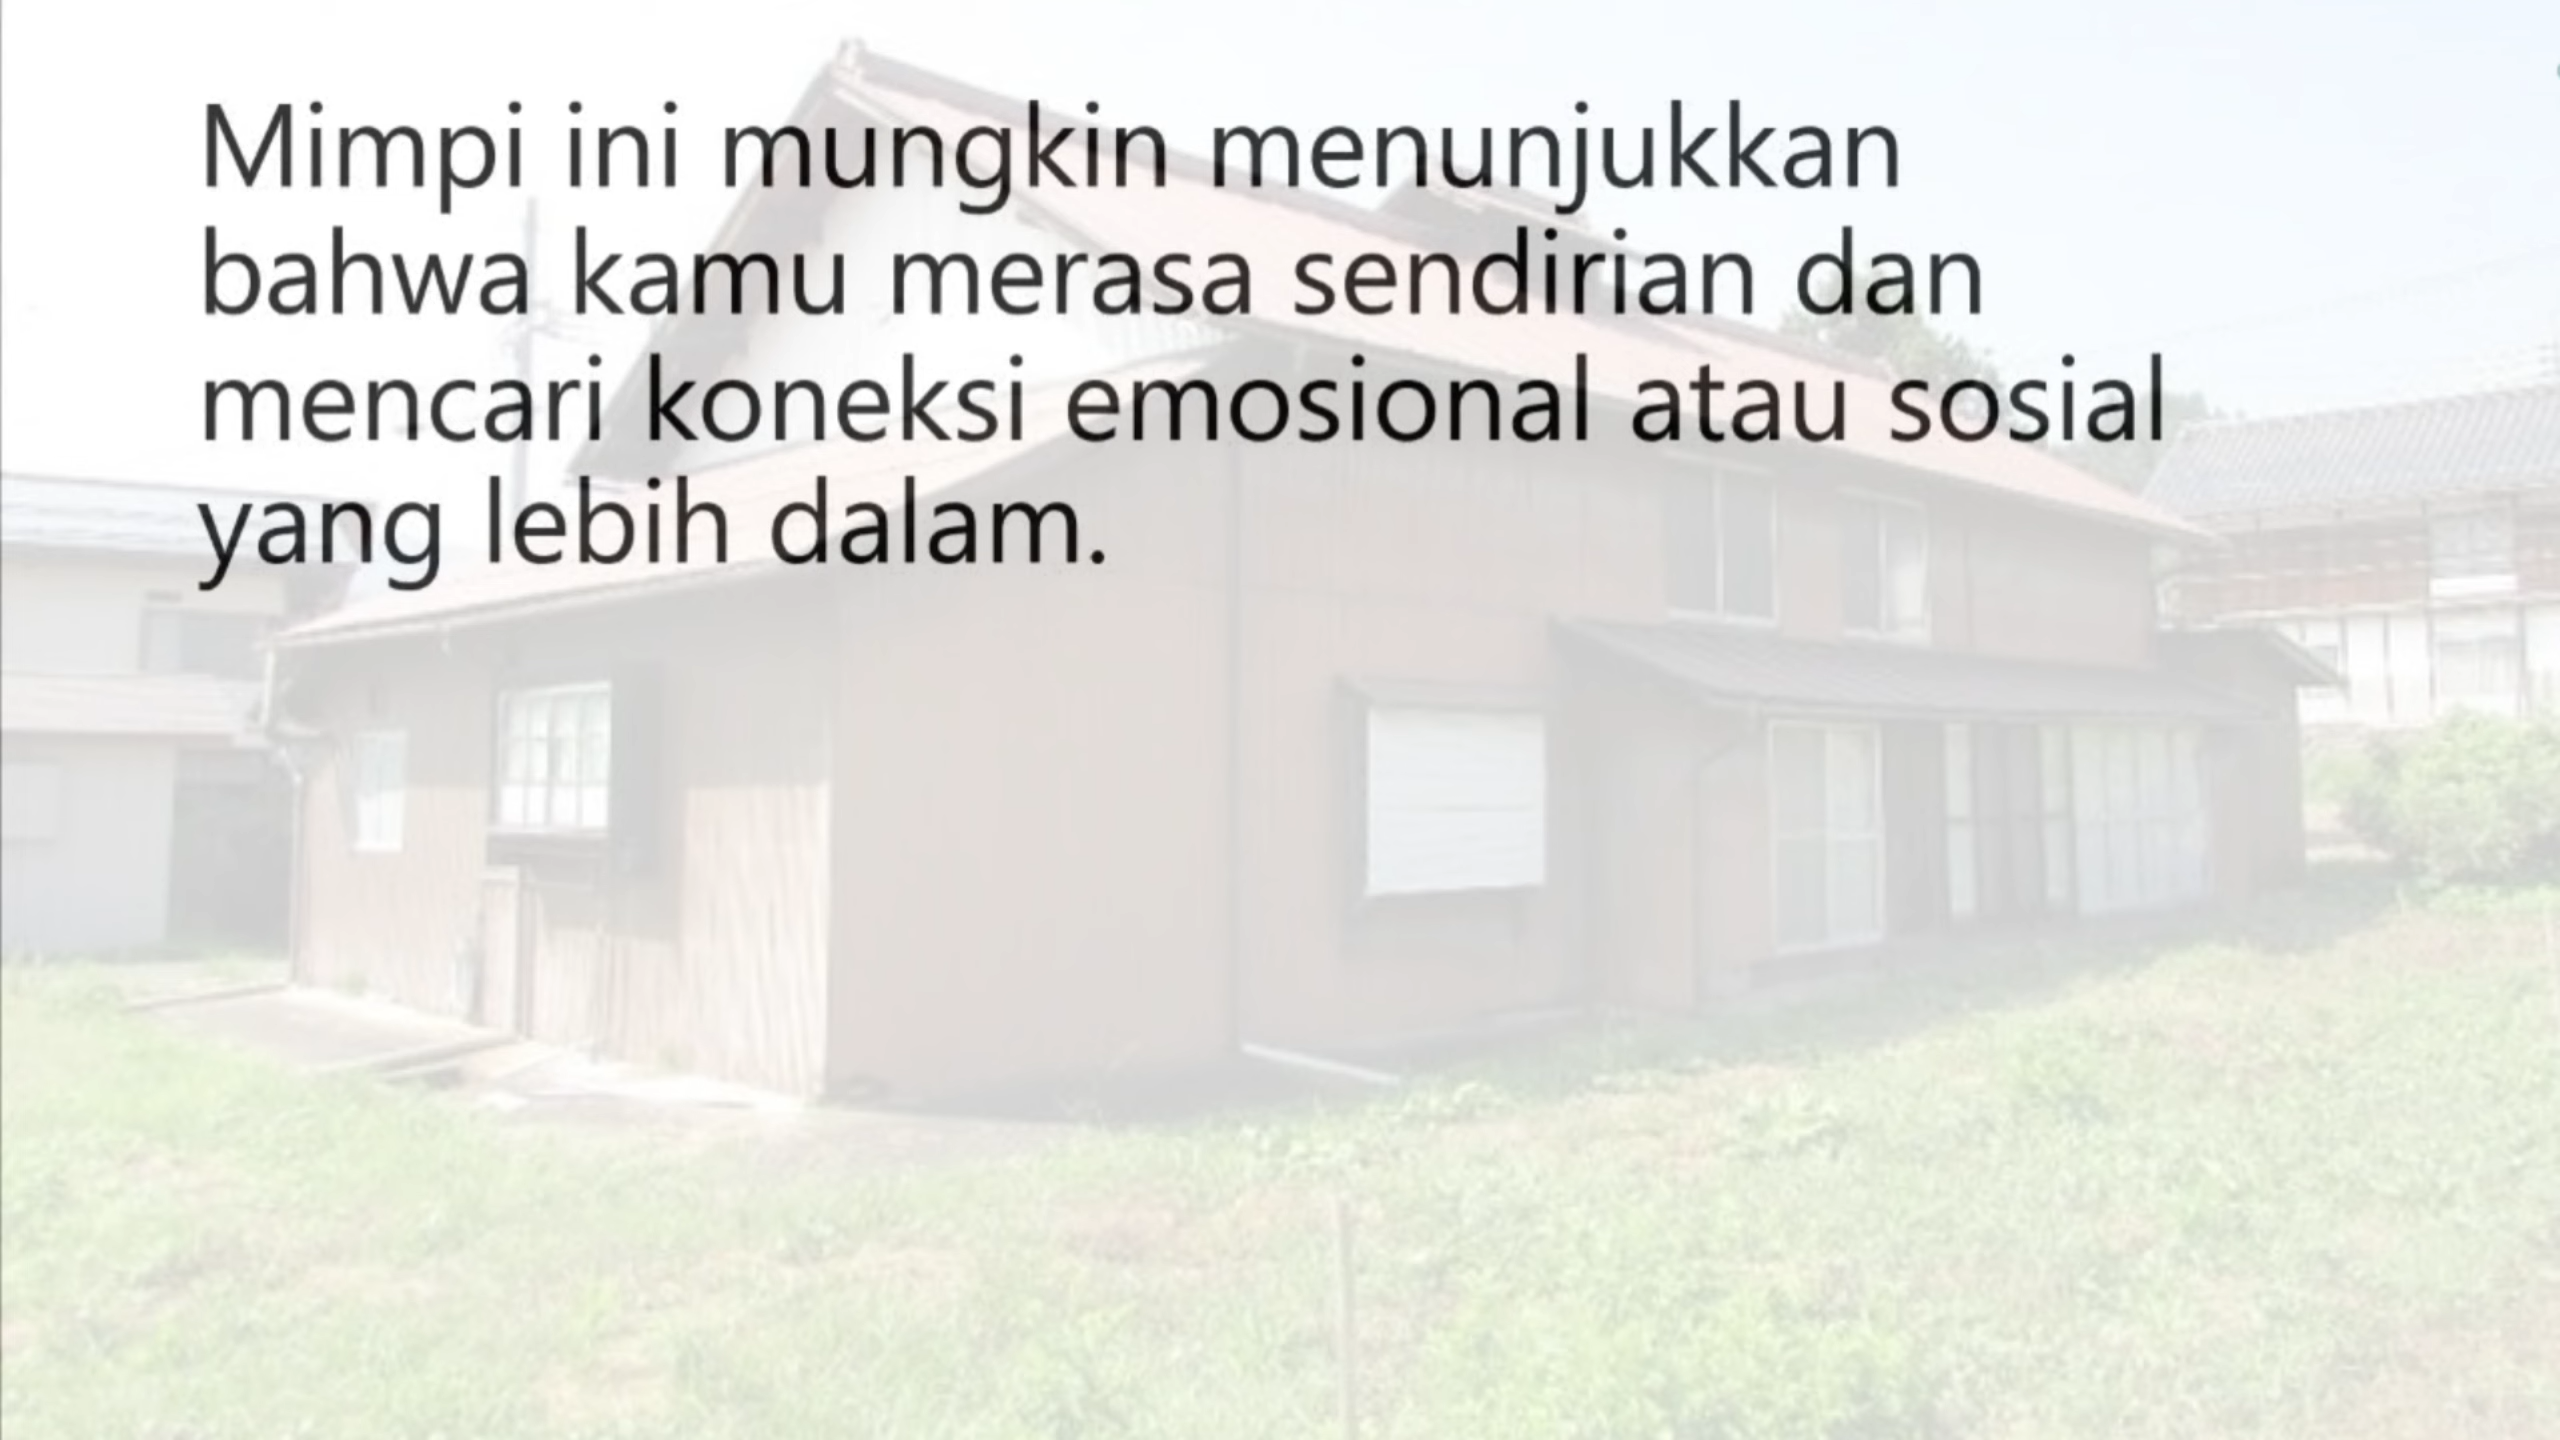 Mimpi ini mungkin menunjukkan
bahwa kamu merasa sendirian dan
mencari koneksi emosional atau sosial
yang lebih dalam.